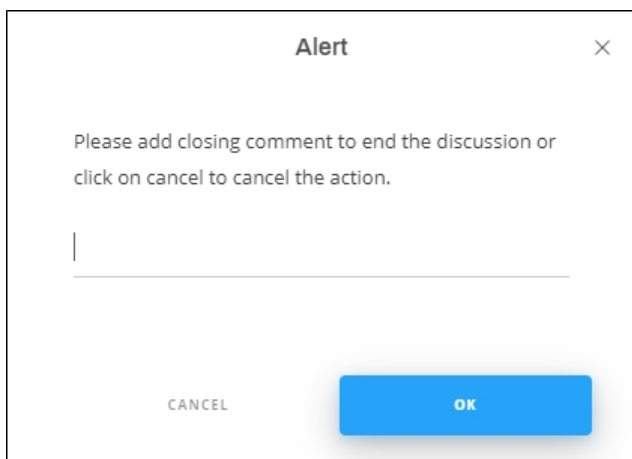 Alert
Please add closing comment to end the discussion or
click on cancel to cancel the action.
CANCEL
OK